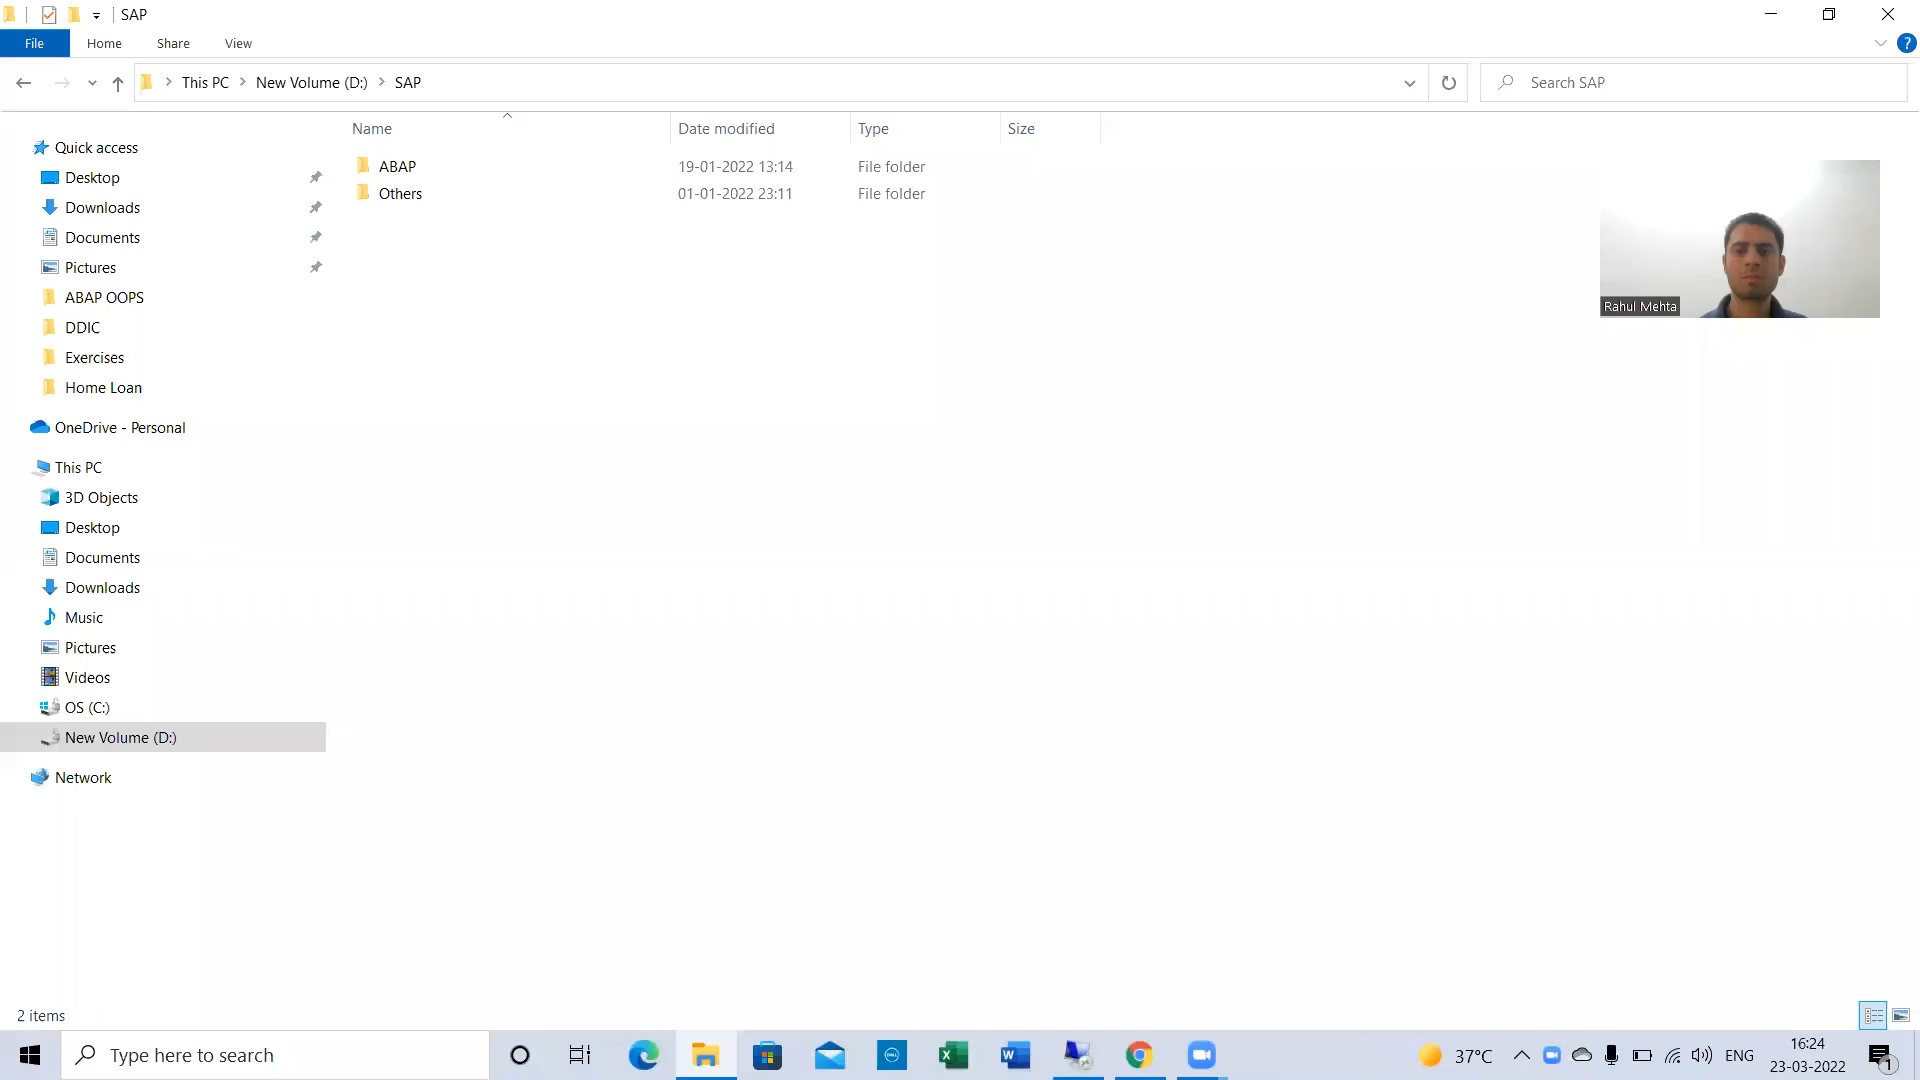 SAP
File Home Share View
This PC New Volume (D:) SAP
Search SAP
Name Date modified Type Size
ABAP 19-01-2022 13:14 File folder
Others 01-01-2022 23:11 File folder
Quick access
Desktop
Downloads
Documents
Pictures
ABAP OOPS
DDIC
Exercises
Home Loan
OneDrive - Personal
This PC
3D Objects
Desktop
Documents
Downloads
Music
Pictures
Videos
OS (C:)
New Volume (D:)
Network
Rahul Mehta
2 items
Type here to search
37°C ENG
16:24
23-03-2022
1